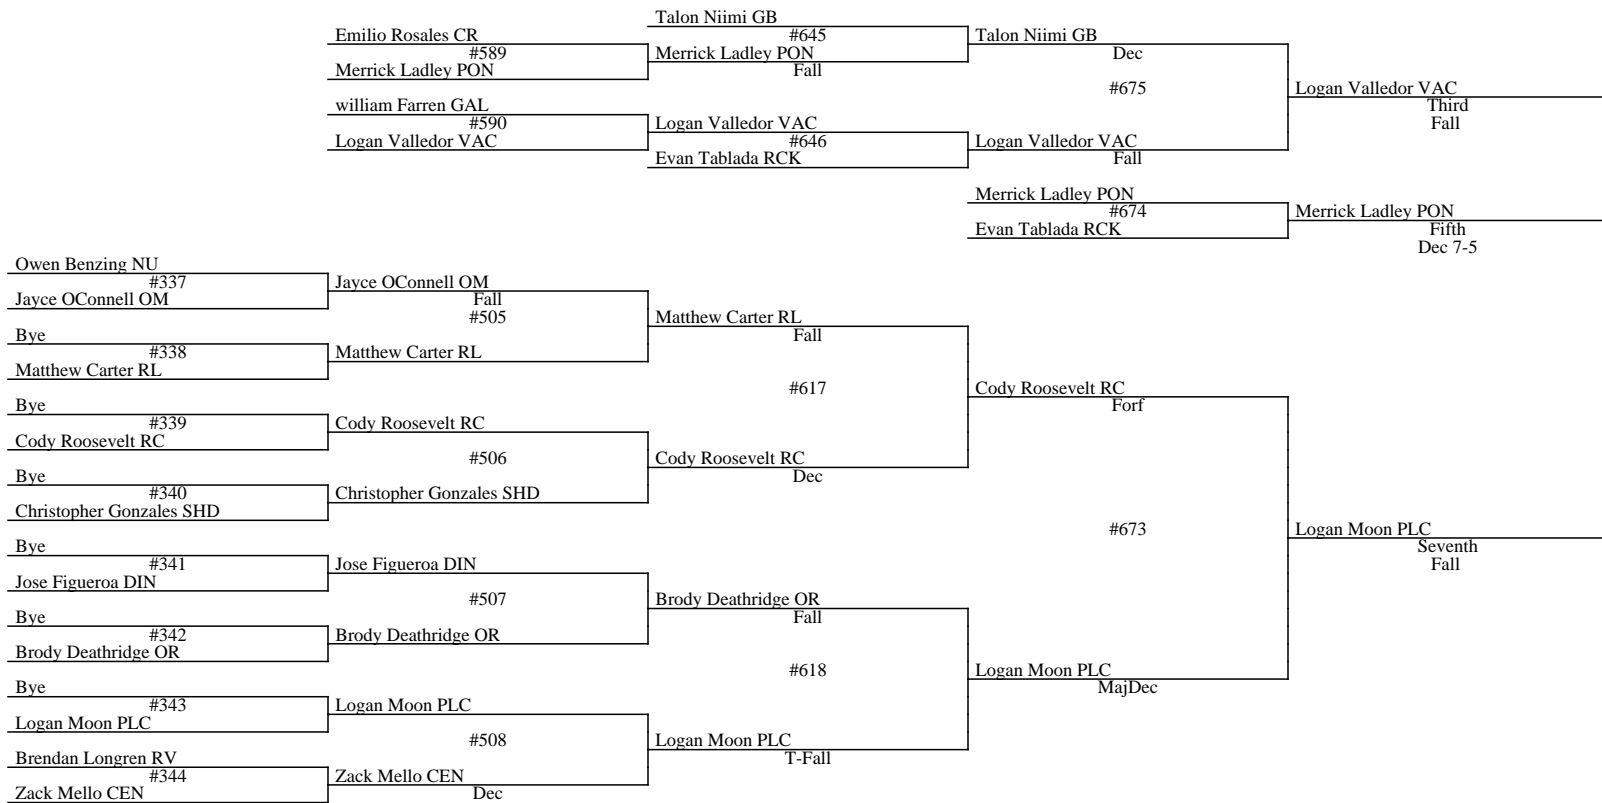 Talon Niimi GB
Emilio Rosales CR
#645
Talon Niimi GB
#589
Merrick Ladley PON
Dec
Merrick Ladley PON
Fall
#675
Logan Valledor VAC
william Farren GAL
Third
#590
Logan Valledor VAC
Fall
Logan Valledor VAC
#646
Logan Valledor VAC
Evan Tablada RCK
Fall
Merrick Ladley PON
#674
Merrick Ladley PON
Evan Tablada RCK
Fifth
Dec 7-5
Owen Benzing NU
#337
Jayce OConnell OM
Jayce OConnell OM
Fall
#505
Matthew Carter RL
Bye
Fall
#338
Matthew Carter RL
Matthew Carter RL
#617
Cody Roosevelt RC
Bye
Forf
#339
Cody Roosevelt RC
Cody Roosevelt RC
#506
Cody Roosevelt RC
Bye
Dec
#340
Christopher Gonzales SHD
Christopher Gonzales SHD
#673
Logan Moon PLC
Bye
Seventh
#341
Jose Figueroa DIN
Fall
Jose Figueroa DIN
#507
Brody Deathridge OR
Bye
Fall
#342
Brody Deathridge OR
Brody Deathridge OR
#618
Logan Moon PLC
Bye
MajDec
#343
Logan Moon PLC
Logan Moon PLC
#508
Logan Moon PLC
Brendan Longren RV
T-Fall
#344
Zack Mello CEN
Zack Mello CEN
Dec